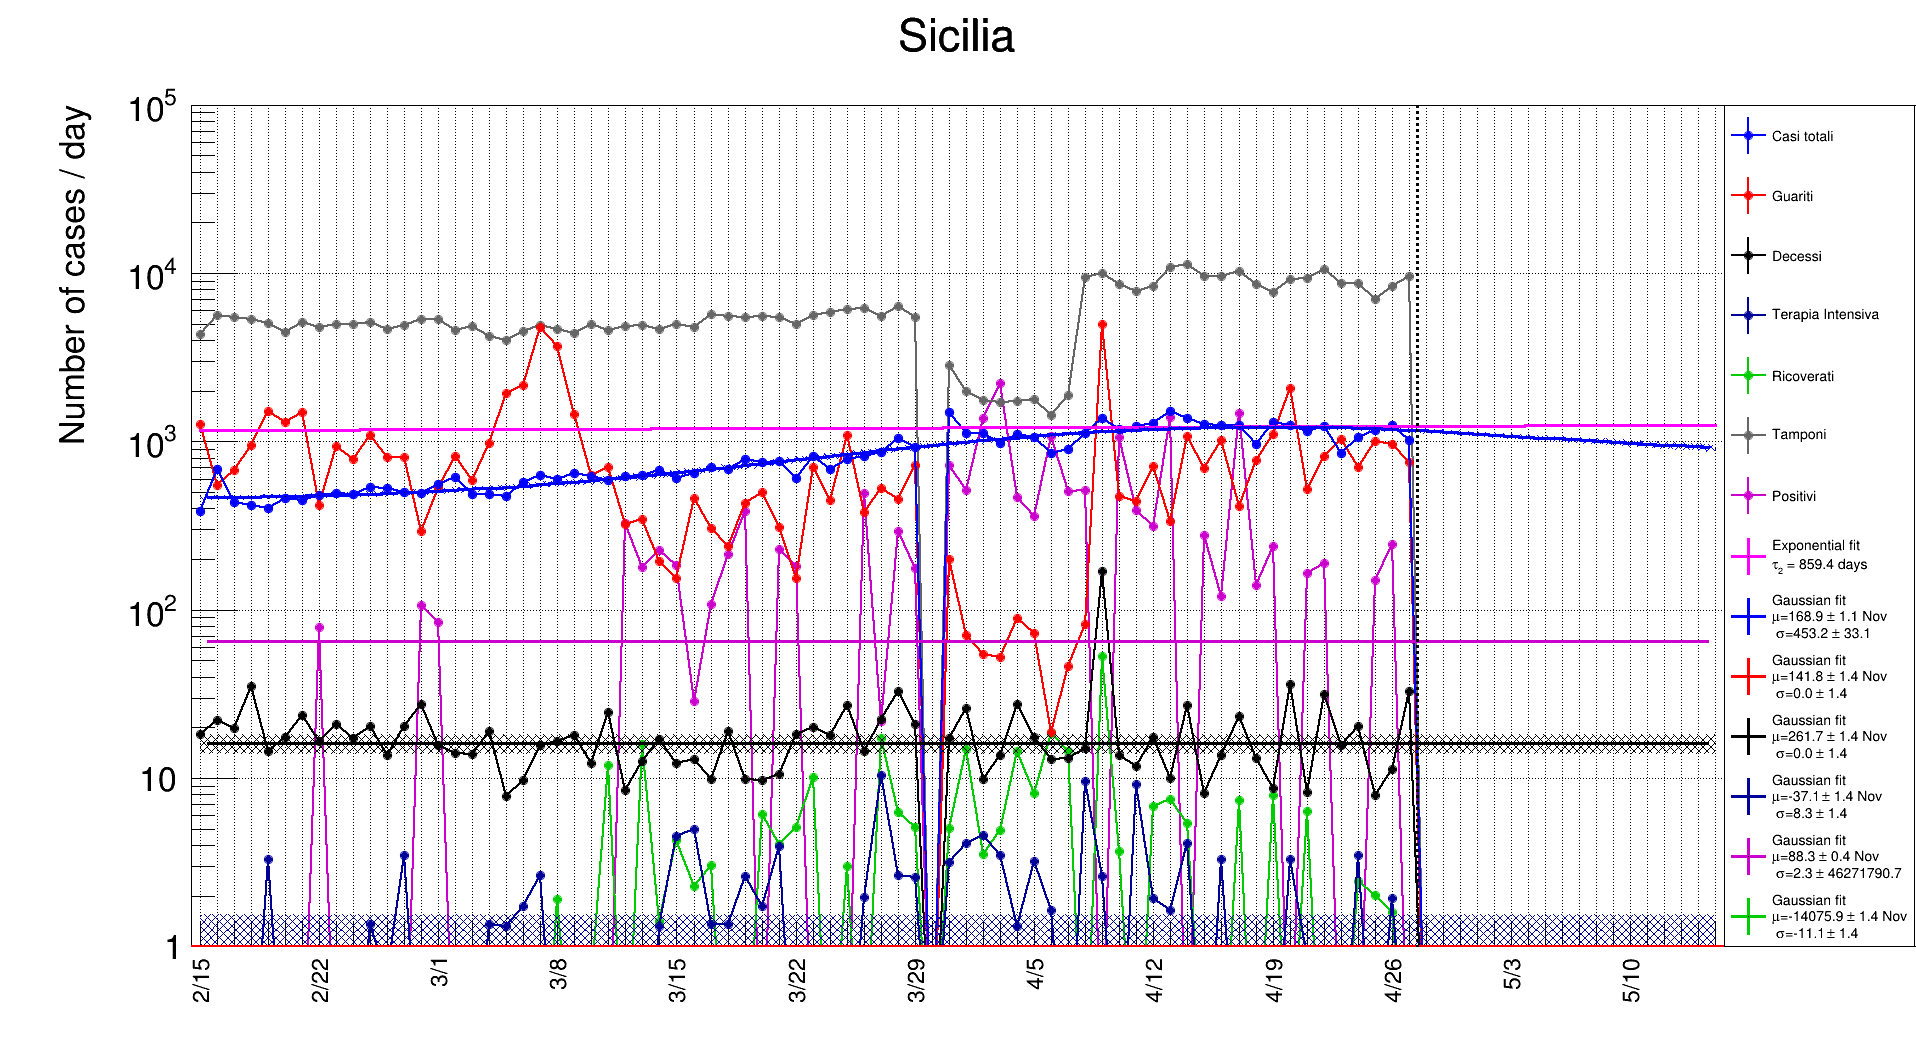 Sicilia
Number of cases / day
10^5
10^4
10^3
10^2
10
1
2/15
2/22
3/1
3/8
3/15
3/22
3/29
4/5
4/12
4/19
4/26
5/3
5/10
Casi totali
Guariti
Decessi
Terapia Intensiva
Ricoverati
Tamponi
Positivi
Exponential fit
τ₂ = 859.4 days
Gaussian fit
μ=168.9 ± 1.1 Nov
σ=453.2 ± 33.1
Gaussian fit
μ=141.8 ± 1.4 Nov
σ=0.0 ± 1.4
Gaussian fit
μ=261.7 ± 1.4 Nov
σ=0.0 ± 1.4
Gaussian fit
μ=-37.1 ± 1.4 Nov
σ=8.3 ± 1.4
Gaussian fit
μ=88.3 ± 0.4 Nov
σ=2.3 ± 46271790.7
Gaussian fit
μ=-14075.9 ± 1.4 Nov
σ=-11.1 ± 1.4